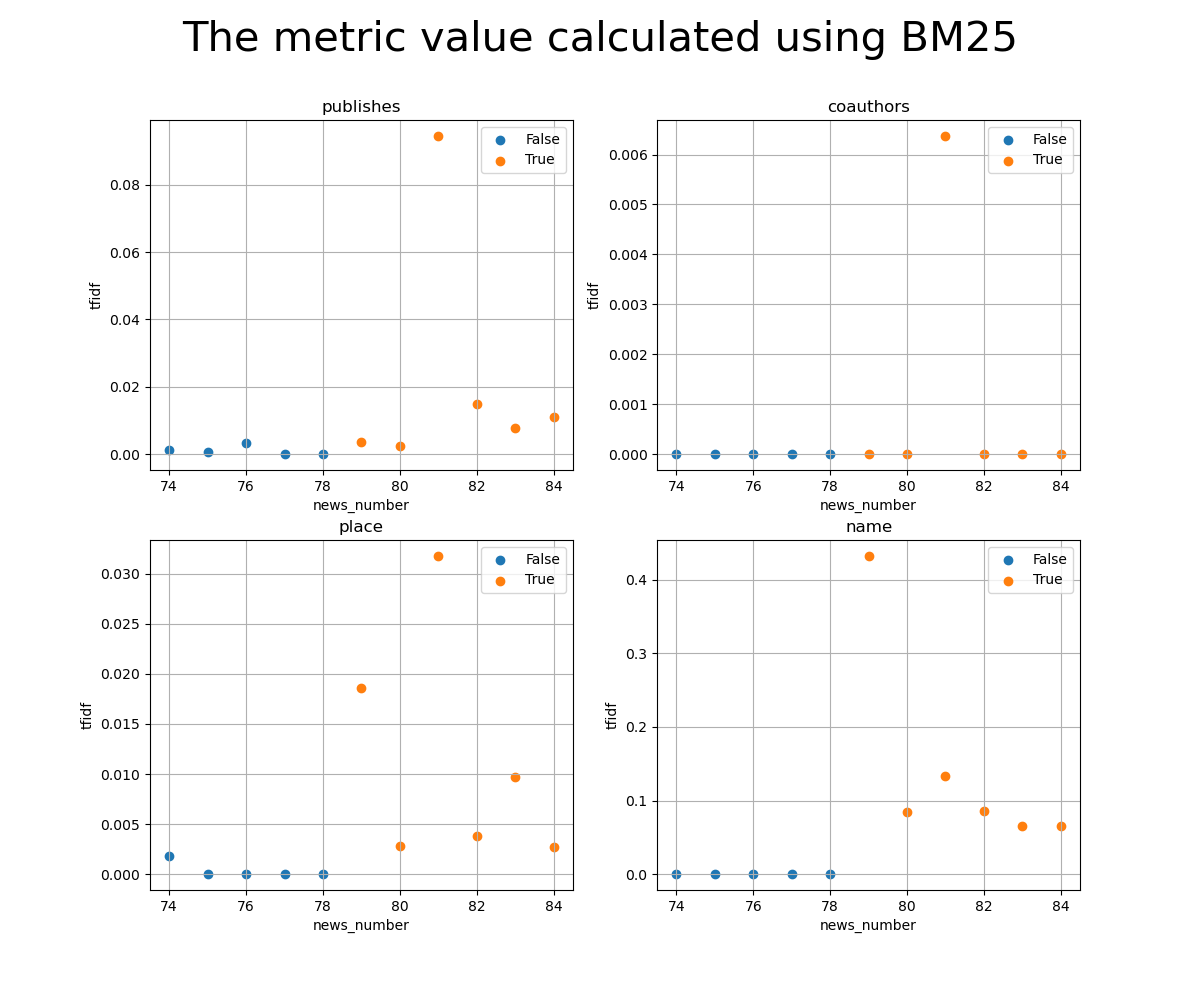 The metric value calculated using BM25
publishes
False
True
0.08
0.06
0.04
0.02
0.00
tfidf
74 76 78 80 82 84
news_number
coauthors
False
True
0.006
0.005
0.004
0.003
0.002
0.001
0.000
tfidf
74 76 78 80 82 84
news_number
place
False
True
0.030
0.025
0.020
0.015
0.010
0.005
0.000
tfidf
74 76 78 80 82 84
news_number
name
False
True
0.4
0.3
0.2
0.1
0.0
tfidf
74 76 78 80 82 84
news_number